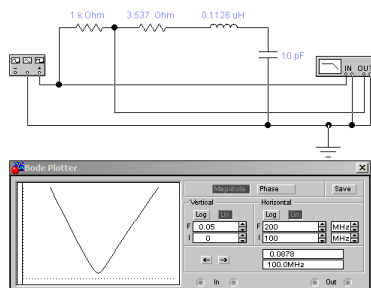 1 k Ohm 3.537 Ohm 0.1126 uH
10 pF
IN OUT
Bode Plotter
Magnitude Phase Save
Vertical Horizontal
Log Lin Log Lin
F 0.05 F 200 MHz
I 0 I 100 MHz
0.0878
100.0MHz
In Out